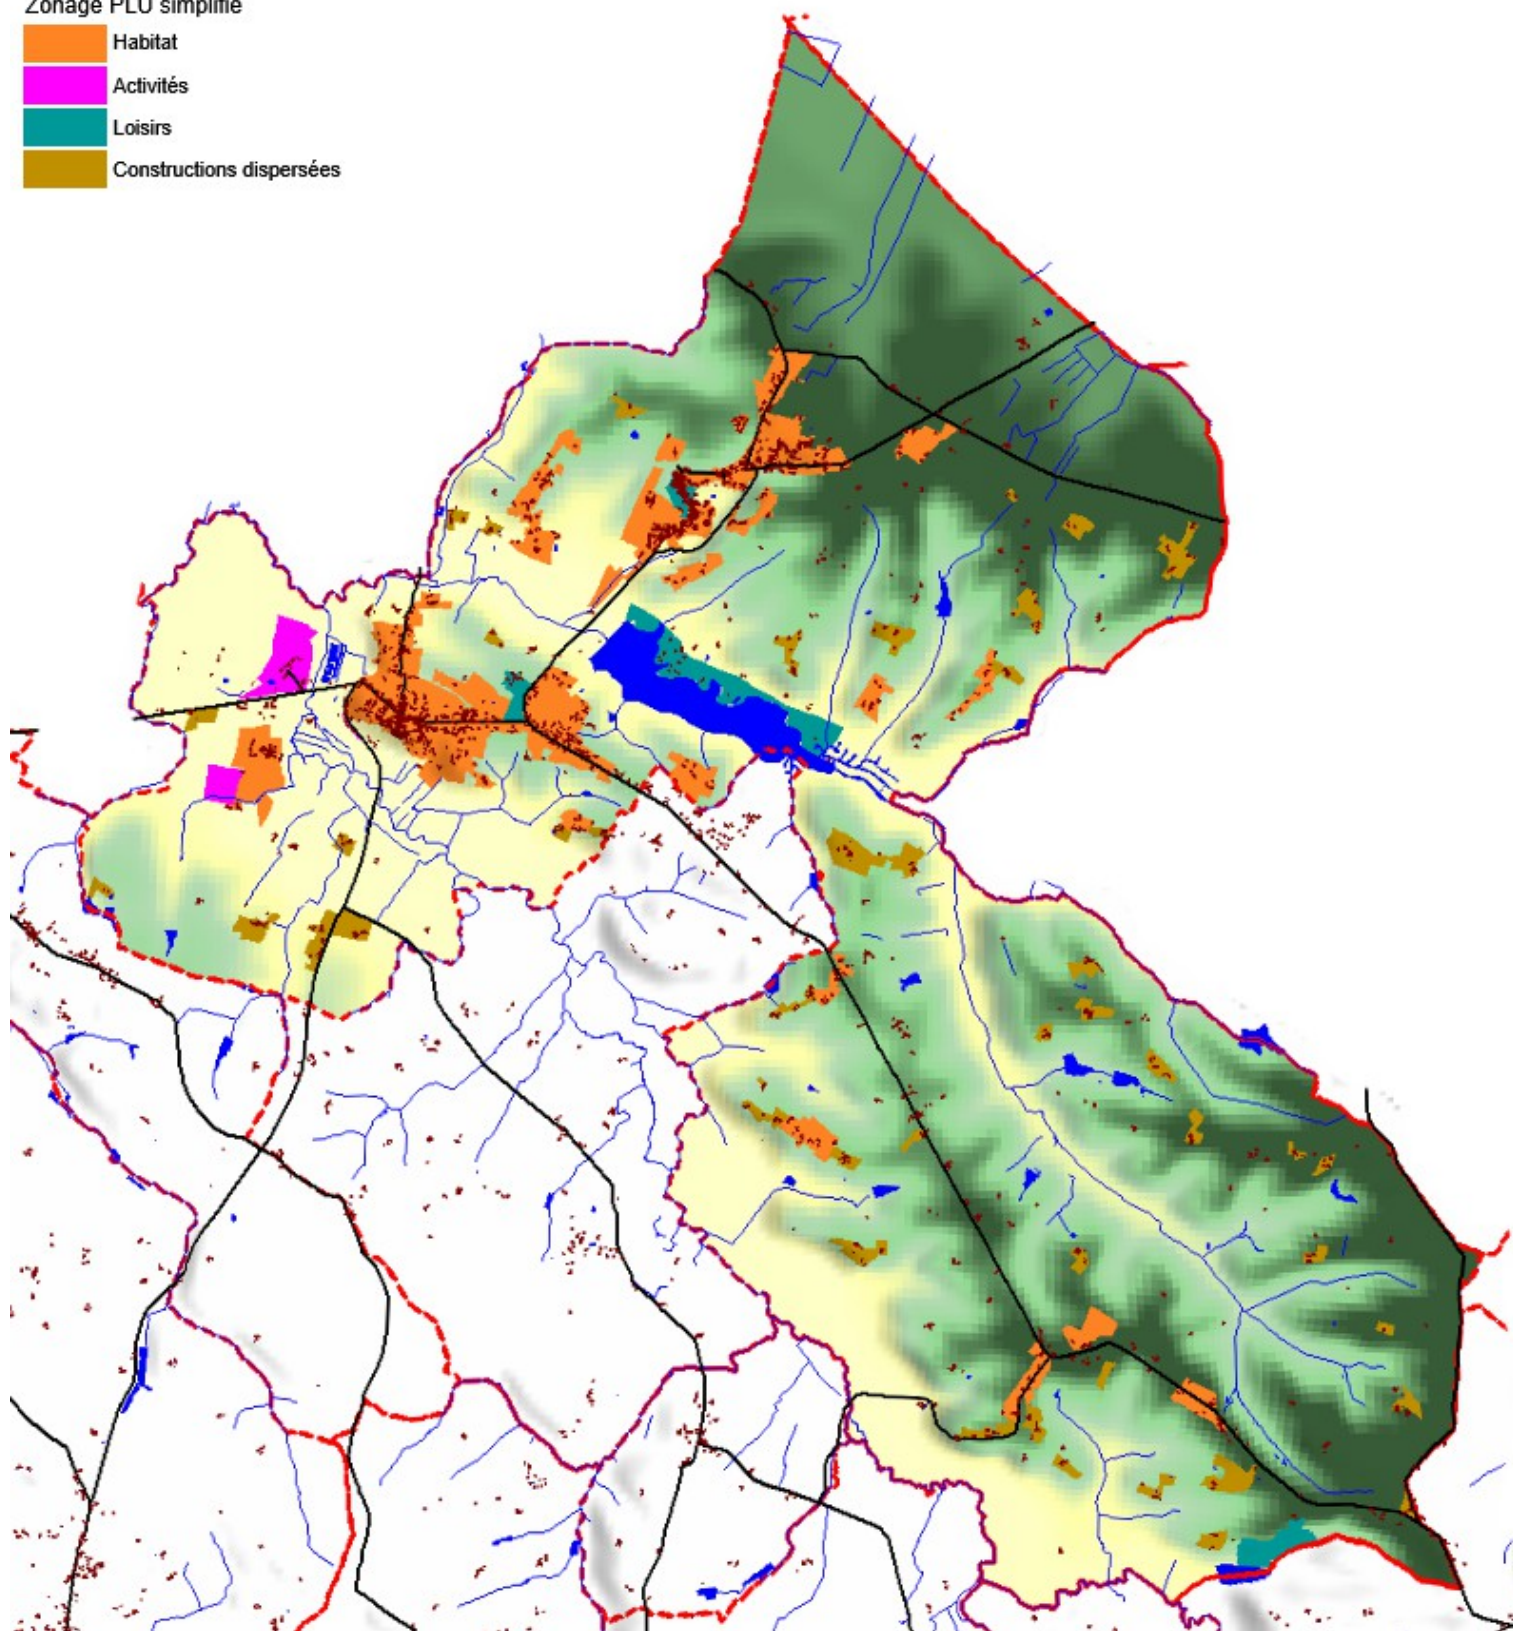 Zonage PLU simplifié
Habitat
Activités
Loisirs
Constructions dispersées